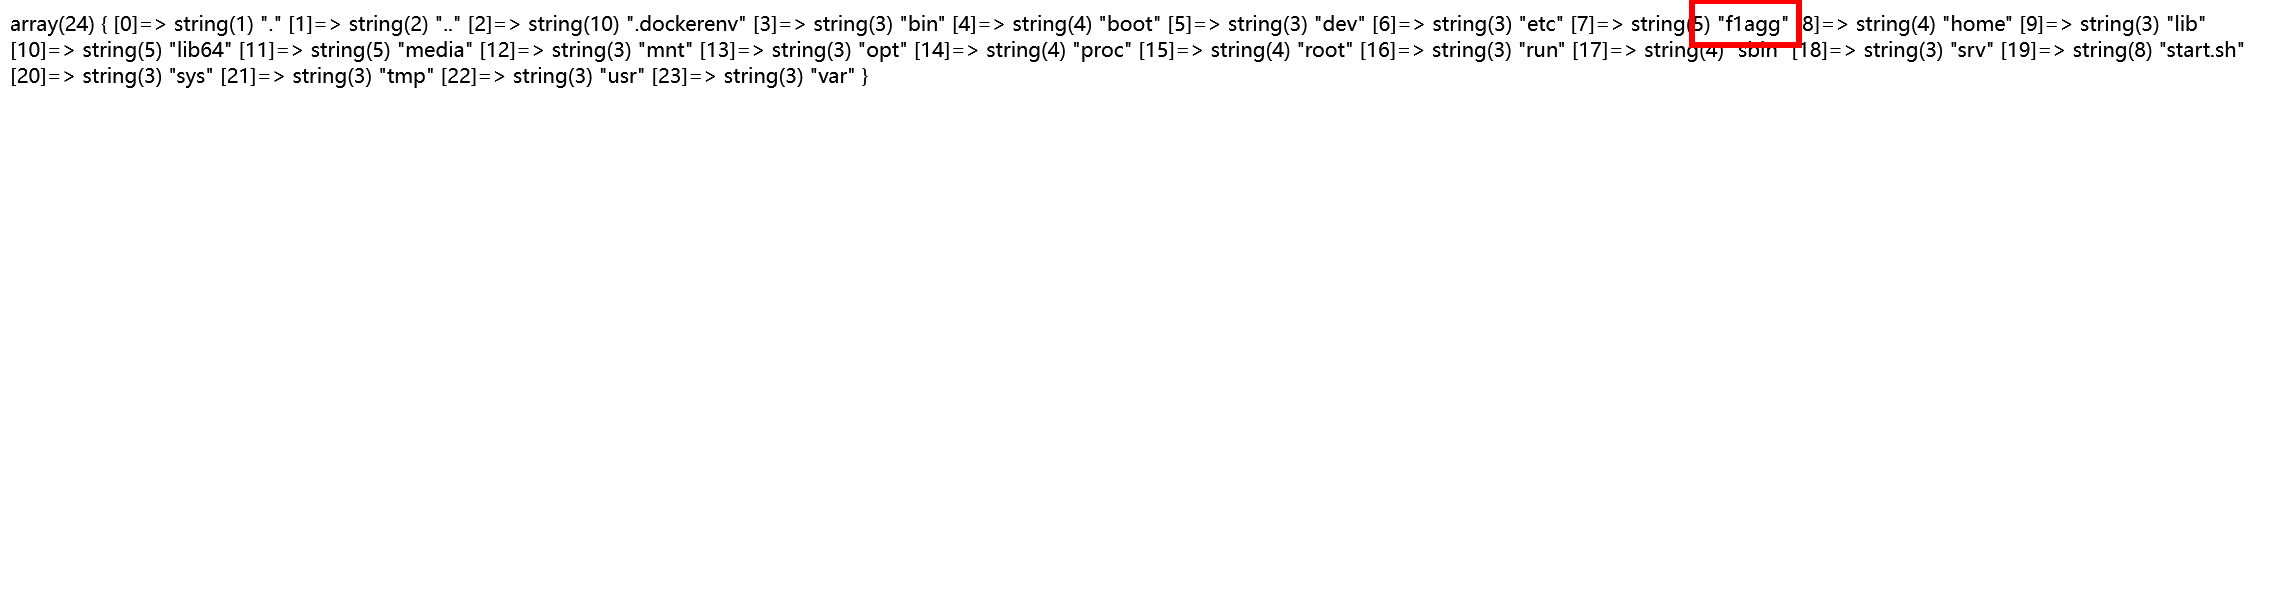 array(24) { [0]=> string(1) "." [1]=> string(2) ".." [2]=> string(10) ".dockerenv" [3]=> string(3) "bin" [4]=> string(4) "boot" [5]=> string(3) "dev" [6]=> string(3) "etc" [7]=> string(5) "f1agg" [8]=> string(4) "home" [9]=> string(3) "lib"
[10]=> string(5) "lib64" [11]=> string(5) "media" [12]=> string(3) "mnt" [13]=> string(3) "opt" [14]=> string(4) "proc" [15]=> string(4) "root" [16]=> string(3) "run" [17]=> string(4) "sbin" [18]=> string(3) "srv" [19]=> string(8) "start.sh"
[20]=> string(3) "sys" [21]=> string(3) "tmp" [22]=> string(3) "usr" [23]=> string(3) "var" }